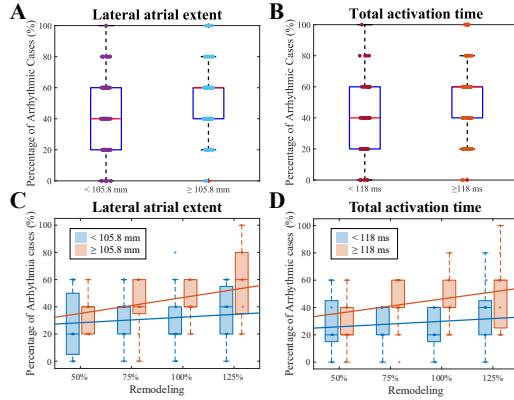 A
Lateral atrial extent
Percentage of Arrhythmic Cases (%)
100
80
60
40
20
0
< 105.8 mm
≥ 105.8 mm
B
Total activation time
Percentage of Arrhythmic Cases (%)
100
80
60
40
20
0
< 118 ms
≥118 ms
C
Lateral atrial extent
Percentage of Arrhythmia cases (%)
100
80
60
40
20
0
< 105.8 mm
≥ 105.8 mm
50%
75%
100%
125%
Remodeling
D
Total activation time
Percentage of Arrhythmic cases (%)
100
80
60
40
20
0
< 118 ms
≥ 118 ms
50%
75%
100%
125%
Remodeling